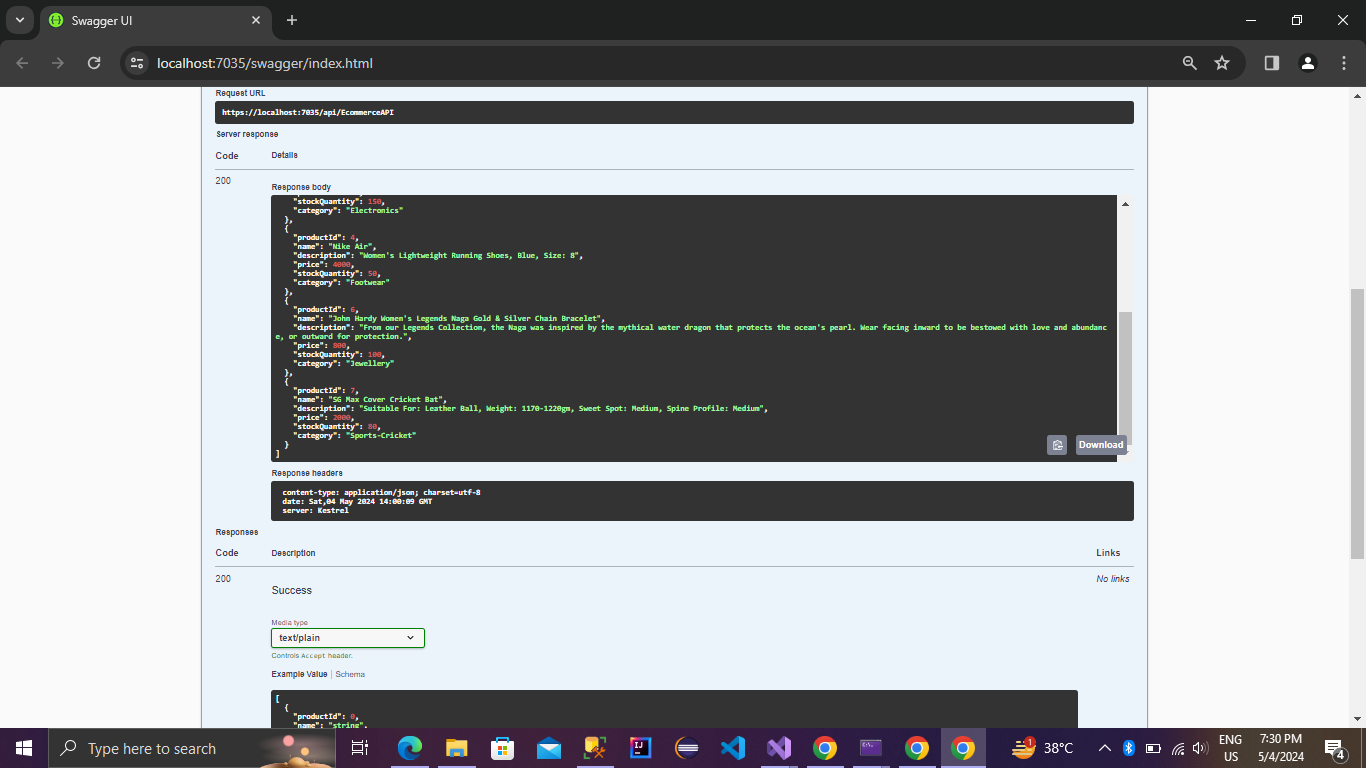 Swagger UI
localhost:7035/swagger/index.html
Request URL
https://localhost:7035/api/EcommerceAPI
Server response
Code Details
200
Response body
"stockQuantity": 150,
"category": "Electronics"
},
{
"productId": 4,
"name": "Nike Air",
"description": "Women's Lightweight Running Shoes, Blue, Size: 8",
"price": 4000,
"stockQuantity": 50,
"category": "Footwear"
},
{
"productId": 6,
"name": "John Hardy Women's Legends Naga Gold & Silver Chain Bracelet",
"description": "From our Legends Collection, the Naga was inspired by the mythical water dragon that protects the ocean's pearl. Wear facing inward to be bestowed with love and abundanc
e, or outward for protection.",
"price": 800,
"stockQuantity": 100,
"category": "Jewellery"
},
{
"productId": 7,
"name": "SG Max Cover Cricket Bat",
"description": "Suitable For: Leather Ball, Weight: 1170-1220gm, Sweet Spot: Medium, Spine Profile: Medium",
"price": 2000,
"stockQuantity": 80,
"category": "Sports-Cricket"
}
]
Download
Response headers
content-type: application/json; charset=utf-8
date: Sat,04 May 2024 14:00:09 GMT
server: Kestrel
Responses
Code Description Links
200 Success No links
Media type
text/plain
Controls Accept header.
Example Value | Schema
[
{
"productId": 0,
"name": "string",
Type here to search
1
38°C
ENG
US
7:30 PM
5/4/2024
4